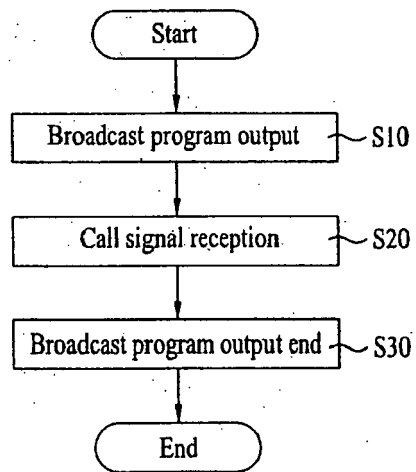 Start
Broadcast program output S10
Call signal reception S20
Broadcast program output end S30
End